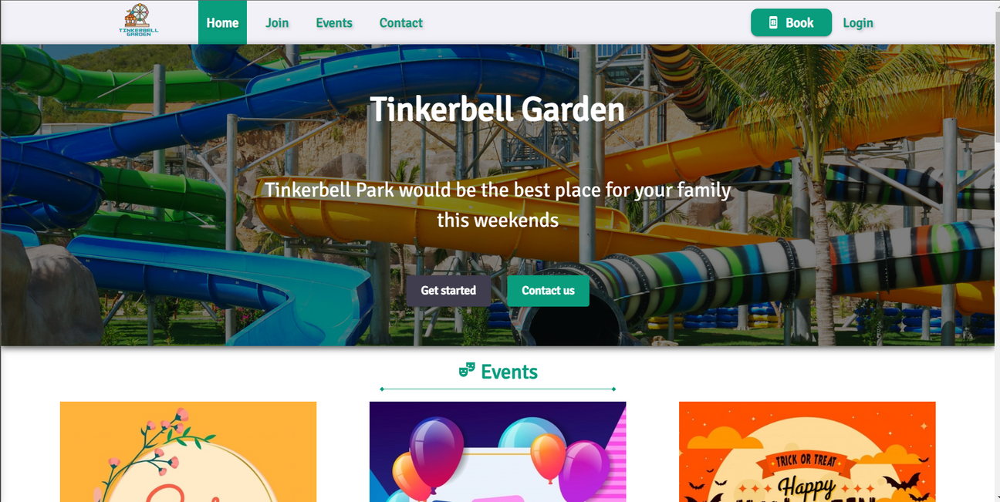 TINKERBELL
GARDEN
Home
Join
Events
Contact
Book
Login
Tinkerbell Garden
Tinkerbell Park would be the best place for your family
this weekends
Get started
Contact us
Events
TRICK OR TREAT
Happy